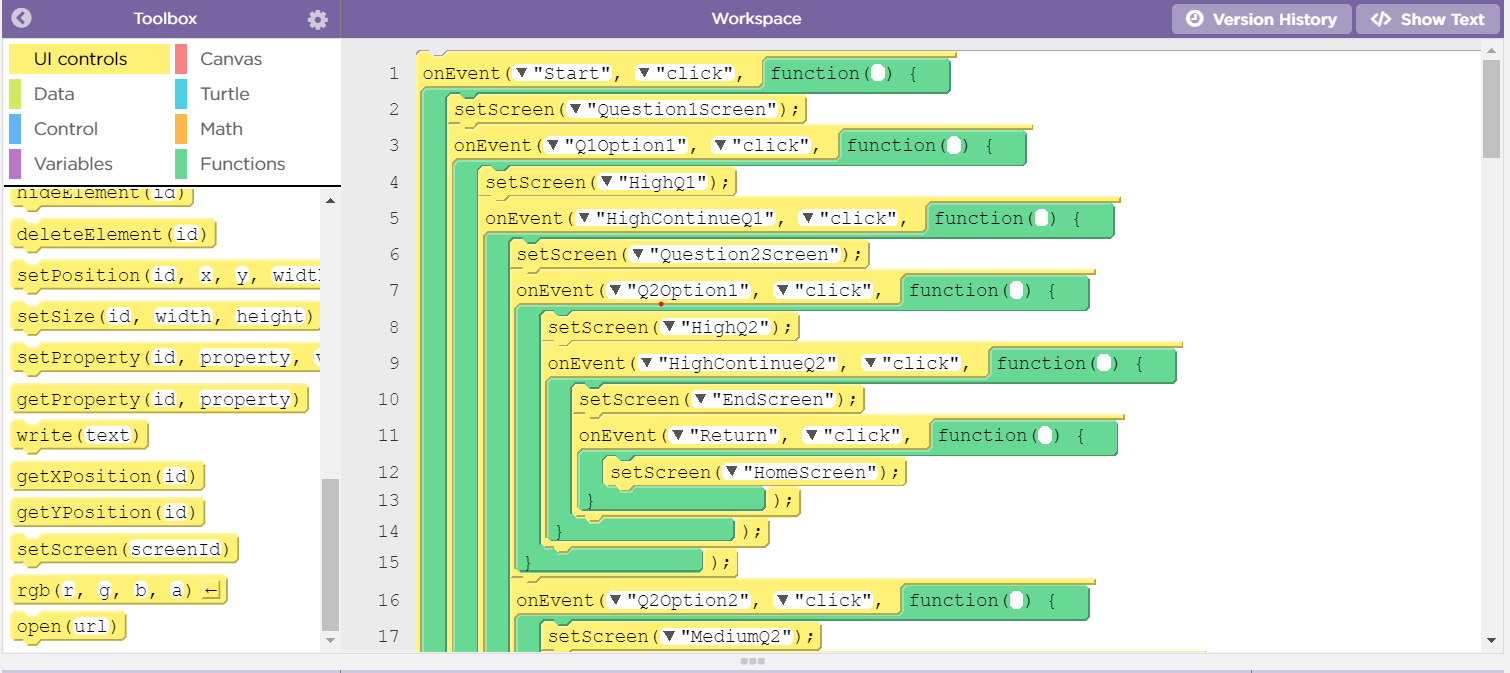 Toolbox Workspace Version History </> Show Text
UI controls Canvas
Data Turtle
Control Math
Variables Functions
hideElement(id)
deleteElement(id)
setPosition(id, x, y, width
setSize(id, width, height)
setProperty(id, property, v
getProperty(id, property)
write(text)
getXPosition(id)
getYPosition(id)
setScreen(screenId)
rgb(r, g, b, a)
open(url)
1 onEvent(▼"Start", ▼"click", function( ) {
2 setScreen(▼"Question1Screen");
3 onEvent(▼"Q1Option1", ▼"click", function( ) {
4 setScreen(▼"HighQ1");
5 onEvent(▼"HighContinueQ1", ▼"click", function( ) {
6 setScreen(▼"Question2Screen");
7 onEvent(▼"Q2Option1", ▼"click", function( ) {
8 setScreen(▼"HighQ2");
9 onEvent(▼"HighContinueQ2", ▼"click", function( ) {
10 setScreen(▼"EndScreen");
11 onEvent(▼"Return", ▼"click", function( ) {
12 setScreen(▼"HomeScreen");
13 } );
14 } );
15 } );
16 onEvent(▼"Q2Option2", ▼"click", function( ) {
17 setScreen(▼"MediumQ2");